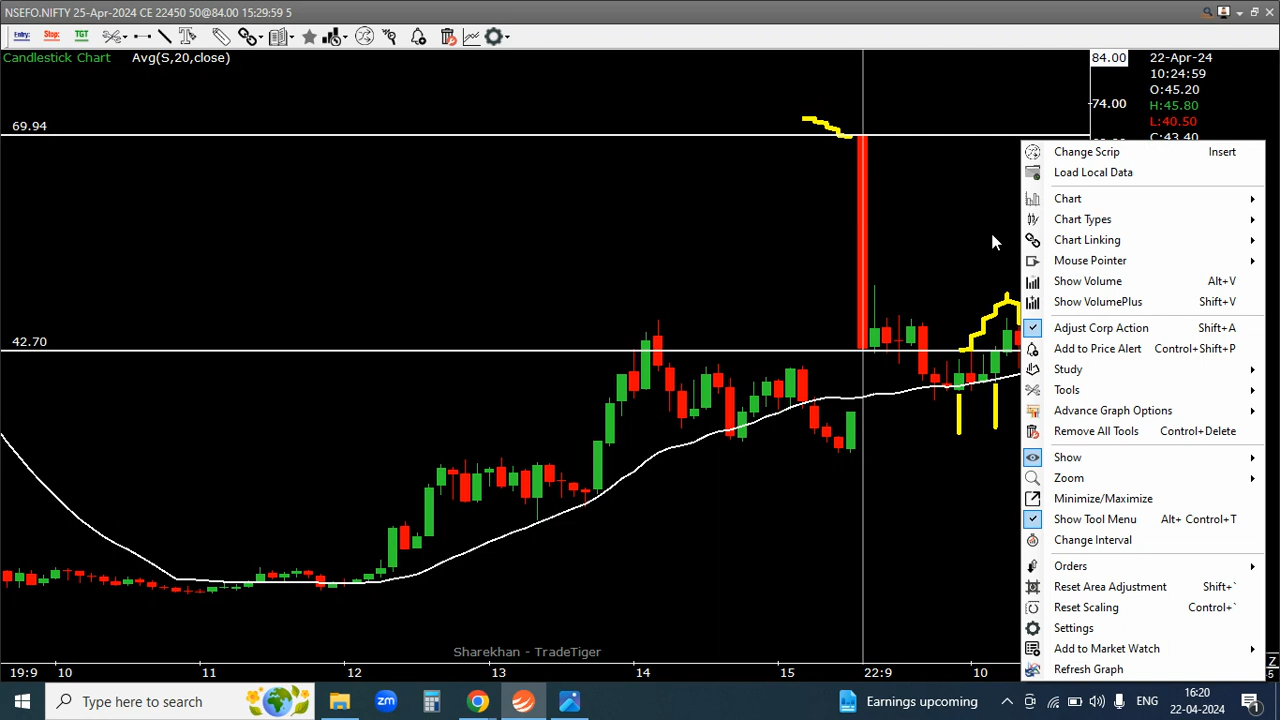 NSEFO.NIFTY 25-Apr-2024 CE 22450 50@84.00 15:29:59 5
Entry: Stop: TGT
Candlestick Chart Avg(S,20,close)
84.00
22-Apr-24
10:24:59
O:45.20
74.00
H:45.80
L:40.50
69.94
C:43.40
Change Scrip Insert
Load Local Data
Chart
Chart Types
Chart Linking
Mouse Pointer
Show Volume Alt+V
Show VolumePlus Shift+V
Adjust Corp Action Shift+A
42.70
Add to Price Alert Control+Shift+P
Study
Tools
Advance Graph Options
Remove All Tools Control+Delete
Show
Zoom
Minimize/Maximize
Show Tool Menu Alt+ Control+T
Change Interval
Orders
Reset Area Adjustment Shift+`
Reset Scaling Control+`
Settings
Add to Market Watch
Refresh Graph
Sharekhan - TradeTiger
19:9 10 11 12 13 14 15 22:9 10
Z
5
Type here to search
zm
Earnings upcoming
ENG
16:20
22-04-2024
1